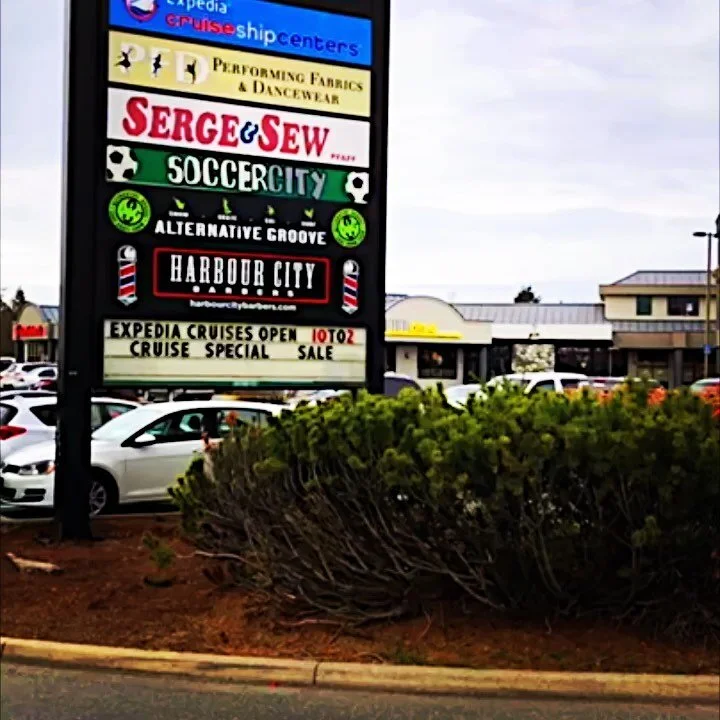 Expedia
cruiseshipcenters
PFD PERFORMING FABRICS
& DANCEWEAR
SERGE & SEW
PFAFF
SOCCERCITY
ALTERNATIVE GROOVE
HARBOUR CITY
BARBERS
harbourcitybarbers.com
EXPEDIA CRUISES OPEN 10TO2
CRUISE SPECIAL SALE